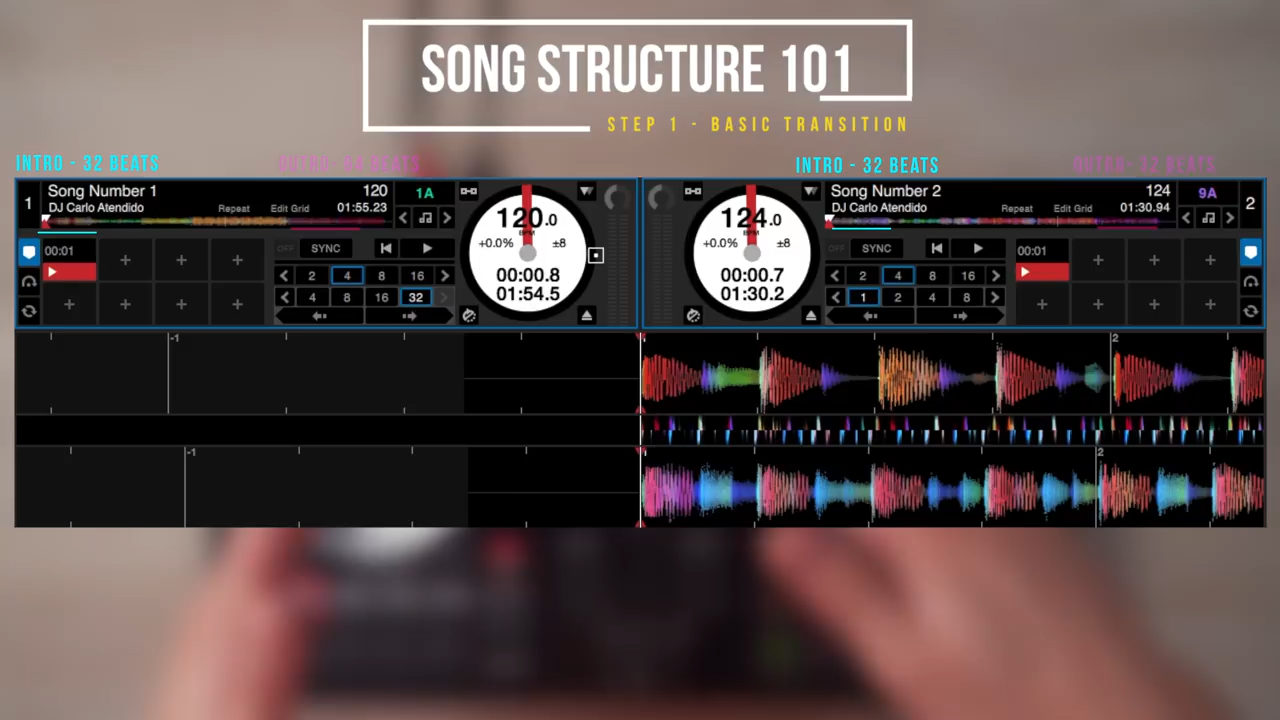 SONG STRUCTURE 101
STEP 1 - BASIC TRANSITION
INTRO - 32 BEATS
INTRO - 32 BEATS
OUTRO- 32 BEATS
1
Song Number 1
120
DJ Carlo Atendido
Repeat
Edit Grid
01:55.23
1A
120.0
BPM
+0.0%
±8
00:00.8
01:54.5
00:01
OFF
SYNC
2 4 8 16
4 8 16 32
124.0
BPM
+0.0%
±8
00:00.7
01:30.2
Song Number 2
124
DJ Carlo Atendido
Repeat
Edit Grid
01:30.94
9A
2
OFF
SYNC
2 4 8 16
1 2 4 8
00:01
-1
2
-1
2